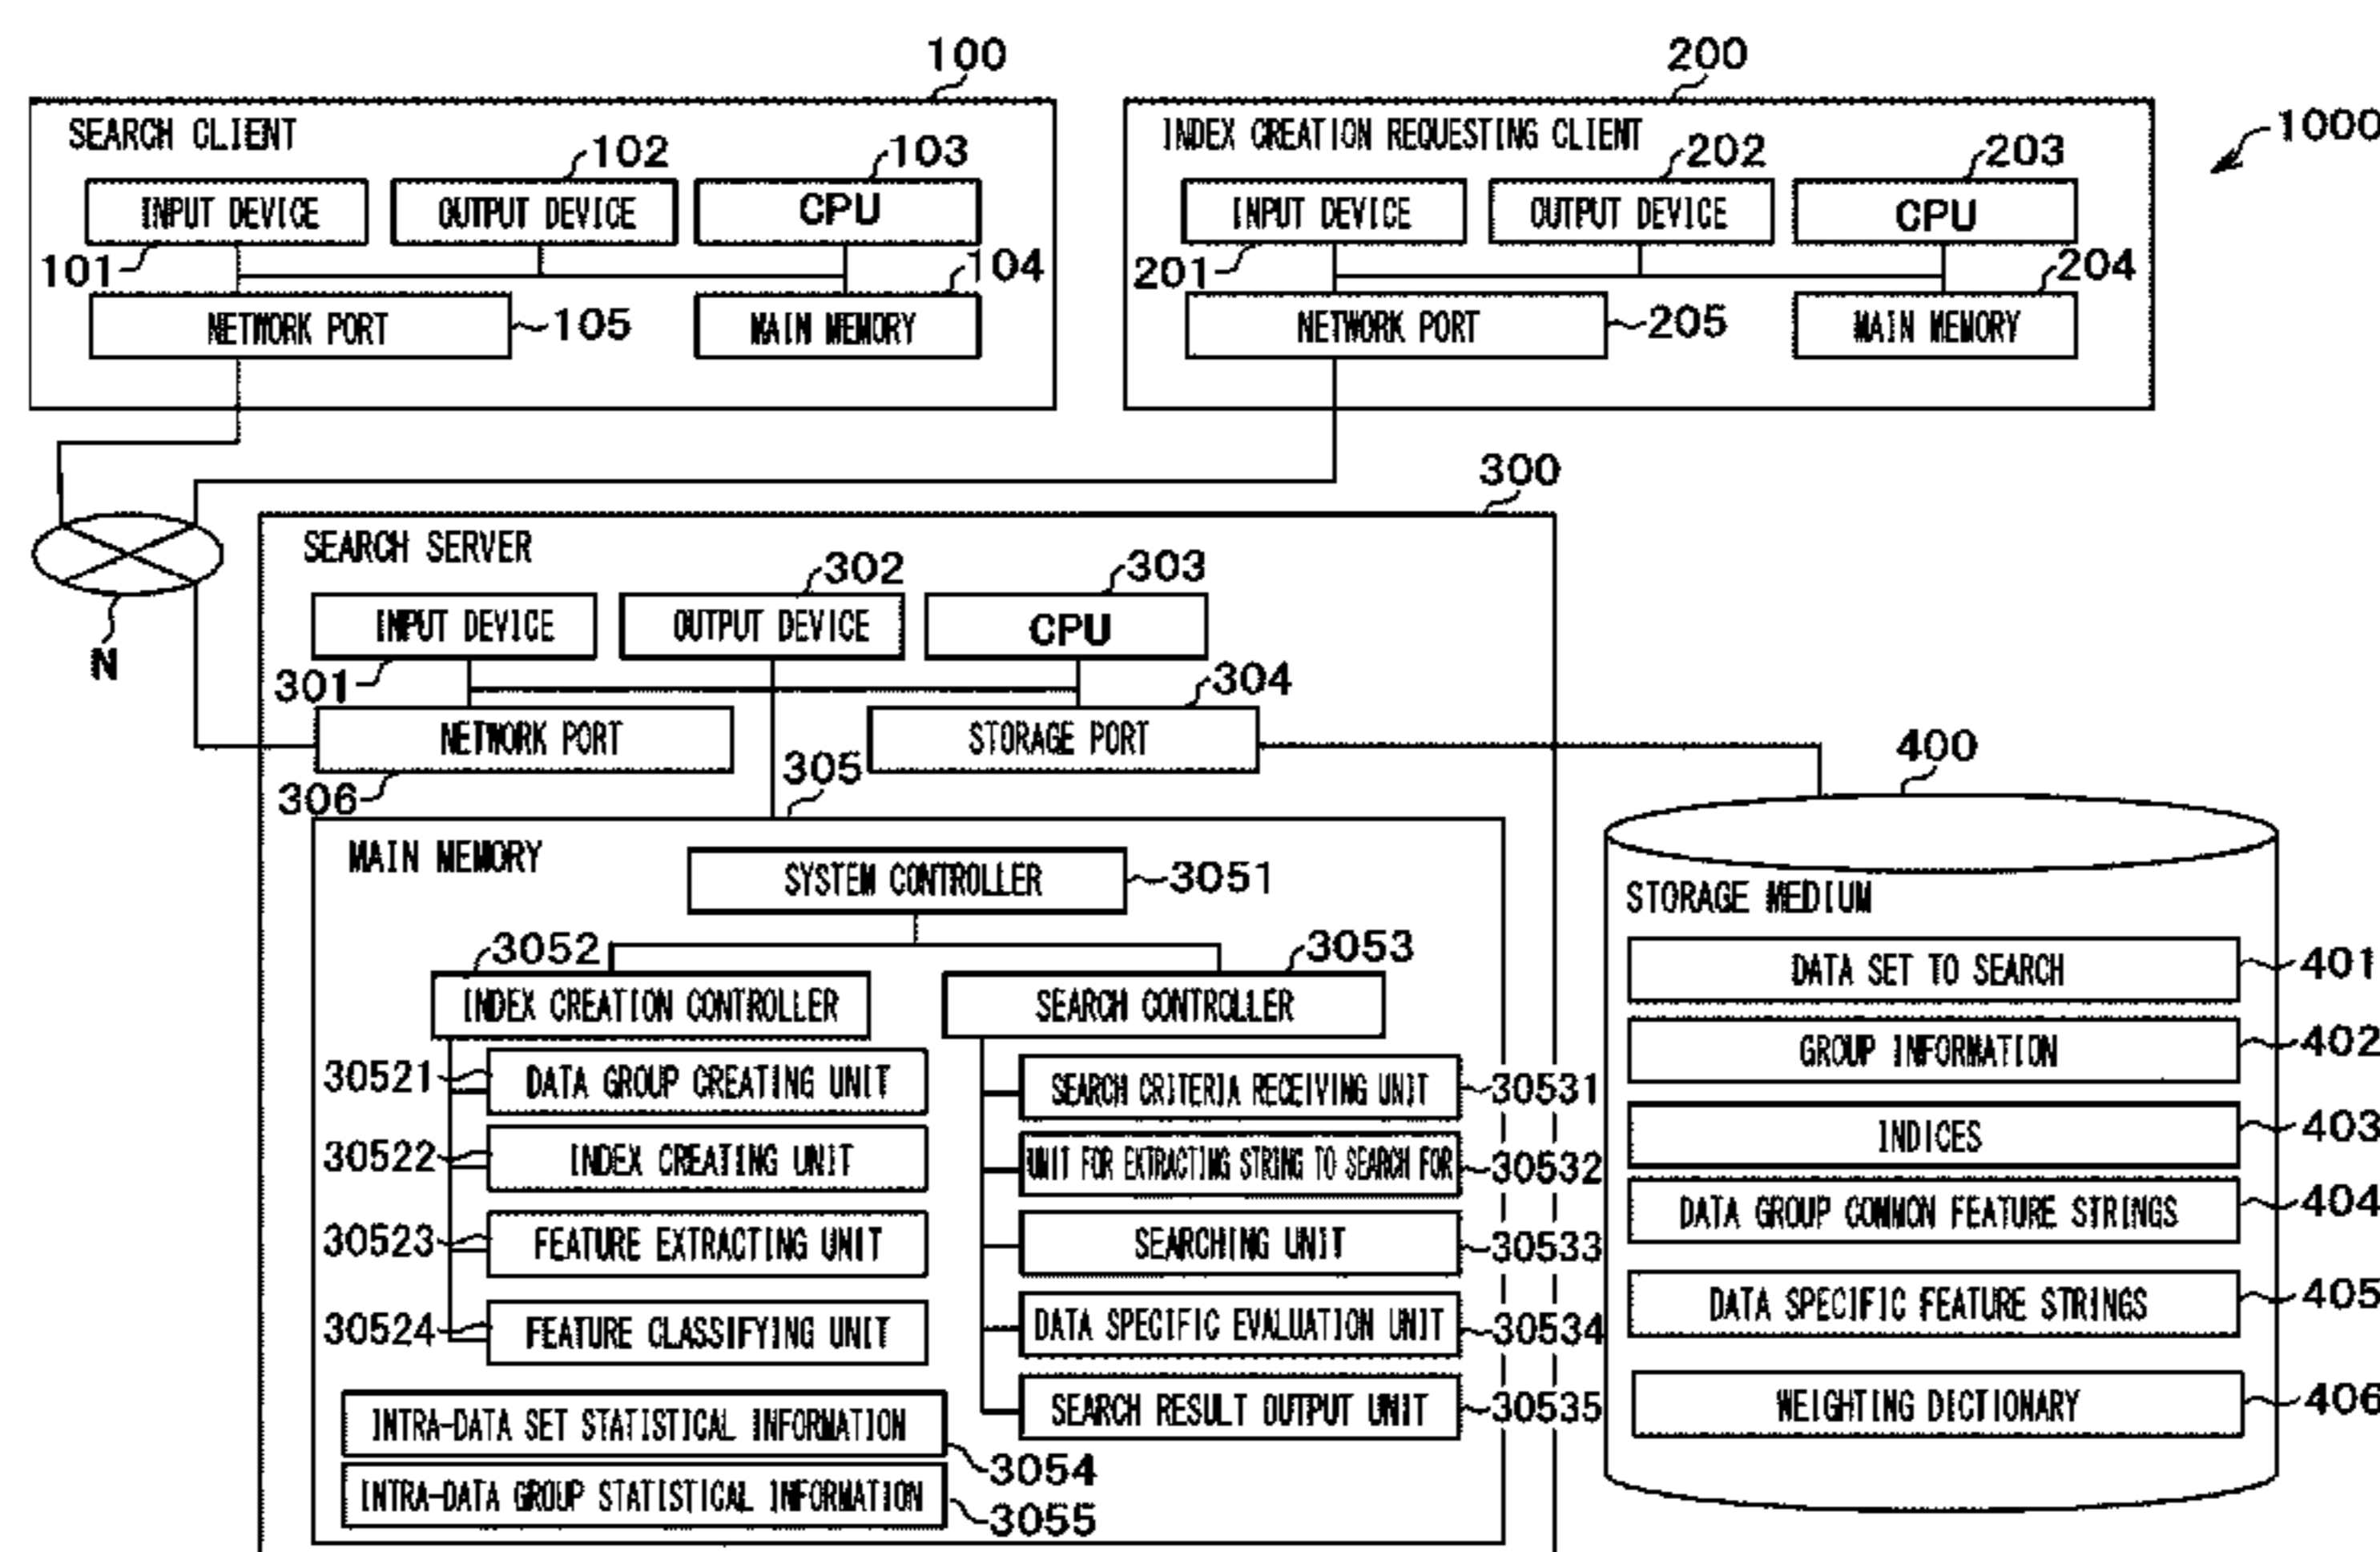 100
200
1000
SEARCH CLIENT
INDEX CREATION REQUESTING CLIENT
102
103
202
203
INPUT DEVICE
OUTPUT DEVICE
CPU
INPUT DEVICE
OUTPUT DEVICE
CPU
101
104
201
204
NETWORK PORT
105
MAIN MEMORY
NETWORK PORT
205
MAIN MEMORY
300
SEARCH SERVER
N
302
303
INPUT DEVICE
OUTPUT DEVICE
CPU
301
304
NETWORK PORT
STORAGE PORT
306
305
400
MAIN MEMORY
SYSTEM CONTROLLER
3051
3052
3053
INDEX CREATION CONTROLLER
SEARCH CONTROLLER
30521
DATA GROUP CREATING UNIT
30522
INDEX CREATING UNIT
30523
FEATURE EXTRACTING UNIT
30524
FEATURE CLASSIFYING UNIT
SEARCH CRITERIA RECEIVING UNIT
30531
UNIT FOR EXTRACTING STRING TO SEARCH FOR
30532
SEARCHING UNIT
30533
DATA SPECIFIC EVALUATION UNIT
30534
SEARCH RESULT OUTPUT UNIT
30535
INTRA-DATA SET STATISTICAL INFORMATION
3054
INTRA-DATA GROUP STATISTICAL INFORMATION
3055
STORAGE MEDIUM
DATA SET TO SEARCH
401
GROUP INFORMATION
402
INDICES
403
DATA GROUP COMMON FEATURE STRINGS
404
DATA SPECIFIC FEATURE STRINGS
405
WEIGHTING DICTIONARY
406